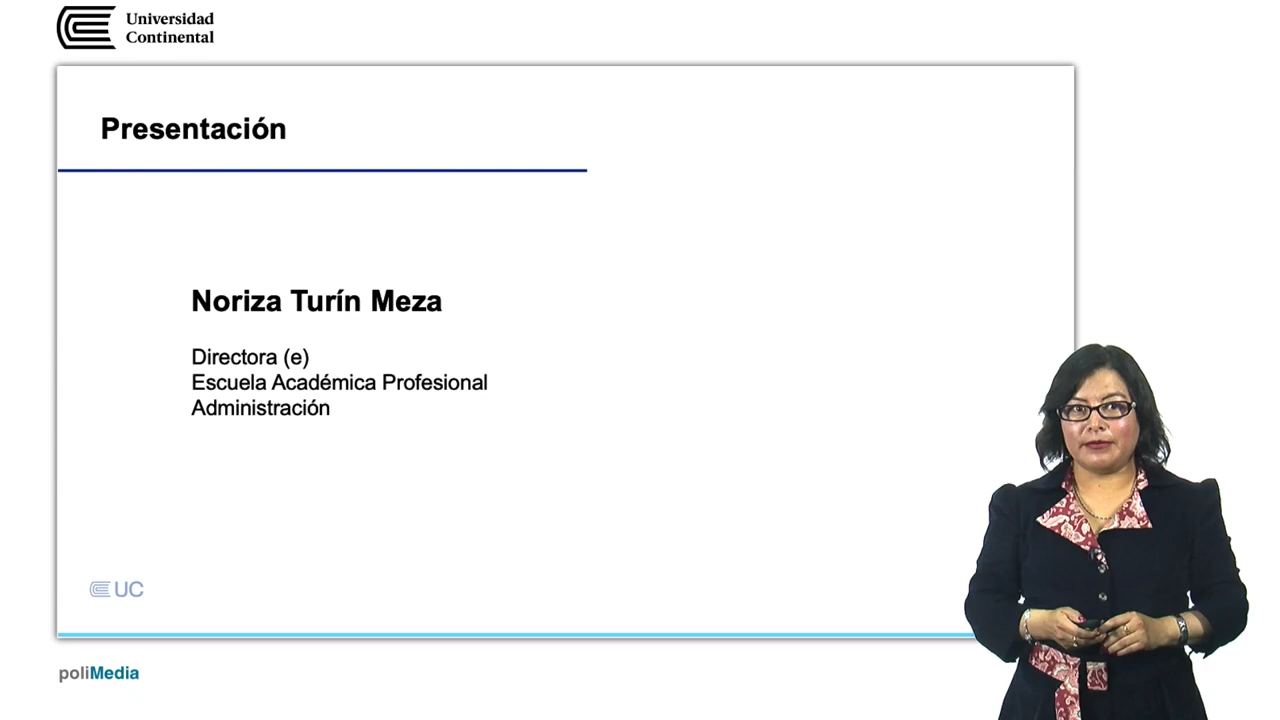 Universidad
Continental
Presentación
Noriza Turín Meza
Directora (e)
Escuela Académica Profesional
Administración
UC
poliMedia